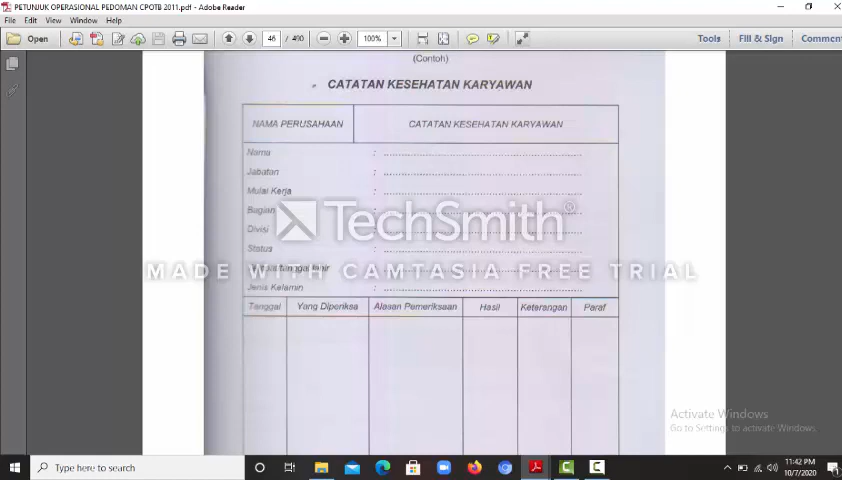 PETUNJUK OPERASIONAL PEDOMAN CPOTB 2011.pdf - Adobe Reader
File Edit View Window Help
Open 46 / 490 100% Tools Fill & Sign Comment
(Contoh)
CATATAN KESEHATAN KARYAWAN
NAMA PERUSAHAAN CATATAN KESEHATAN KARYAWAN
Nama : ..........
Jabatan : ..........
Mulai Kerja : ..........
Bagian : ..........
TechSmith®
Divisi : ..........
Status : ..........
MADE WITH CAMTASIA FREE TRIAL
Jenis Kelamin : ..........
Tanggal Yang Diperiksa Alasan Pemeriksaan Hasil Keterangan Paraf
Activate Windows
Go to Settings to activate Windows.
Type here to search
11:42 PM
10/7/2020
1